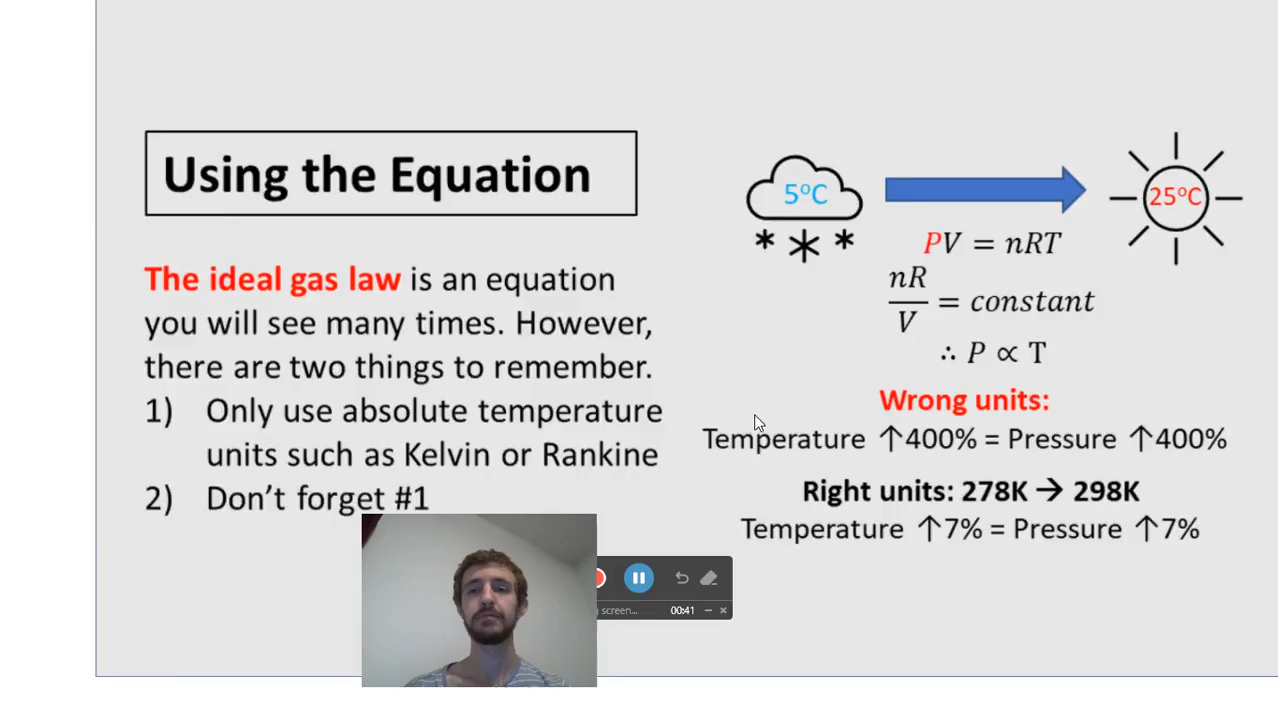 Using the Equation
The ideal gas law is an equation
you will see many times. However,
there are two things to remember.
1) Only use absolute temperature
units such as Kelvin or Rankine
2) Don't forget #1
5°C
25°C
PV = nRT
nR/V = constant
∴ P ∝ T
Wrong units:
Temperature ↑400% = Pressure ↑400%
Right units: 278K → 298K
Temperature ↑7% = Pressure ↑7%
screen...
00:41